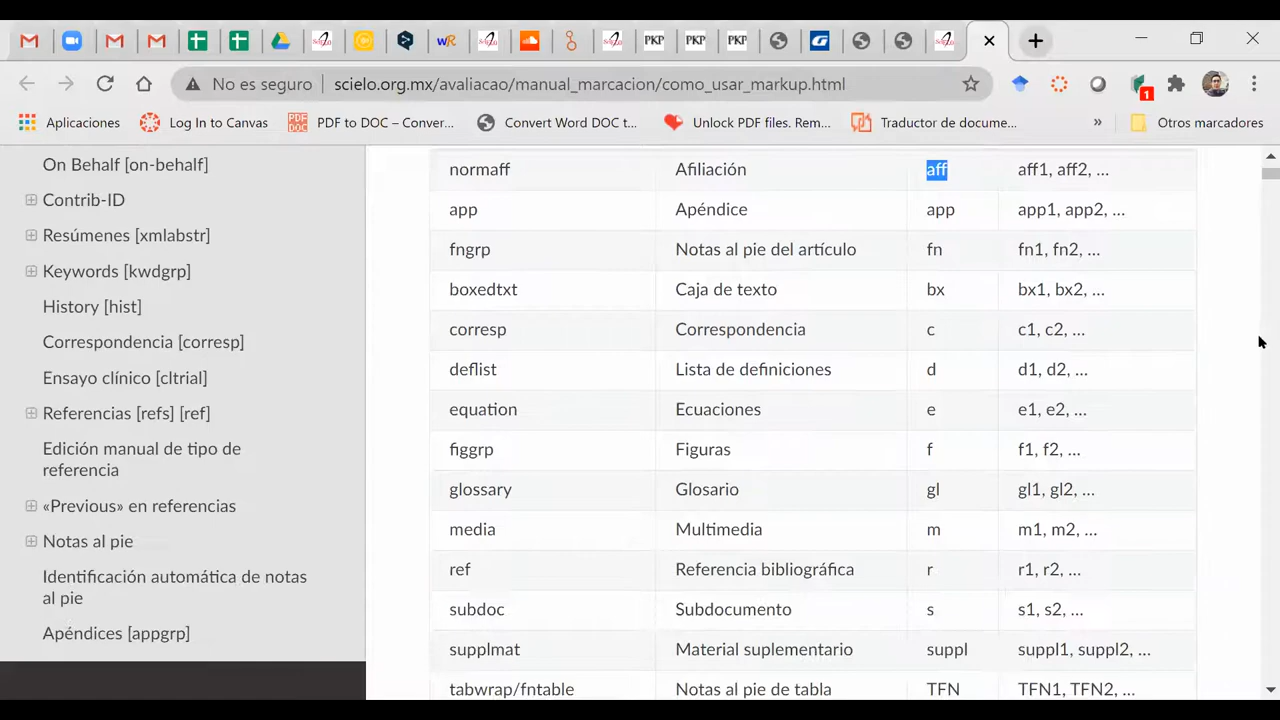 No es seguro scielo.org.mx/avaliacao/manual_marcacion/como_usar_markup.html
1
Aplicaciones Log In to Canvas PDF to DOC – Conver... Convert Word DOC t... Unlock PDF files. Rem... Traductor de docume... » Otros marcadores
On Behalf [on-behalf]
Contrib-ID
Resúmenes [xmlabstr]
Keywords [kwdgrp]
History [hist]
Correspondencia [corresp]
Ensayo clínico [cltrial]
Referencias [refs] [ref]
Edición manual de tipo de
referencia
«Previous» en referencias
Notas al pie
Identificación automática de notas
al pie
Apéndices [appgrp]
normaff Afiliación aff aff1, aff2, ...
app Apéndice app app1, app2, ...
fngrp Notas al pie del artículo fn fn1, fn2, ...
boxedtxt Caja de texto bx bx1, bx2, ...
corresp Correspondencia c c1, c2, ...
deflist Lista de definiciones d d1, d2, ...
equation Ecuaciones e e1, e2, ...
figgrp Figuras f f1, f2, ...
glossary Glosario gl gl1, gl2, ...
media Multimedia m m1, m2, ...
ref Referencia bibliográfica r r1, r2, ...
subdoc Subdocumento s s1, s2, ...
supplmat Material suplementario suppl suppl1, suppl2, ...
tabwrap/fntable Notas al pie de tabla TFN TFN1, TFN2, ...